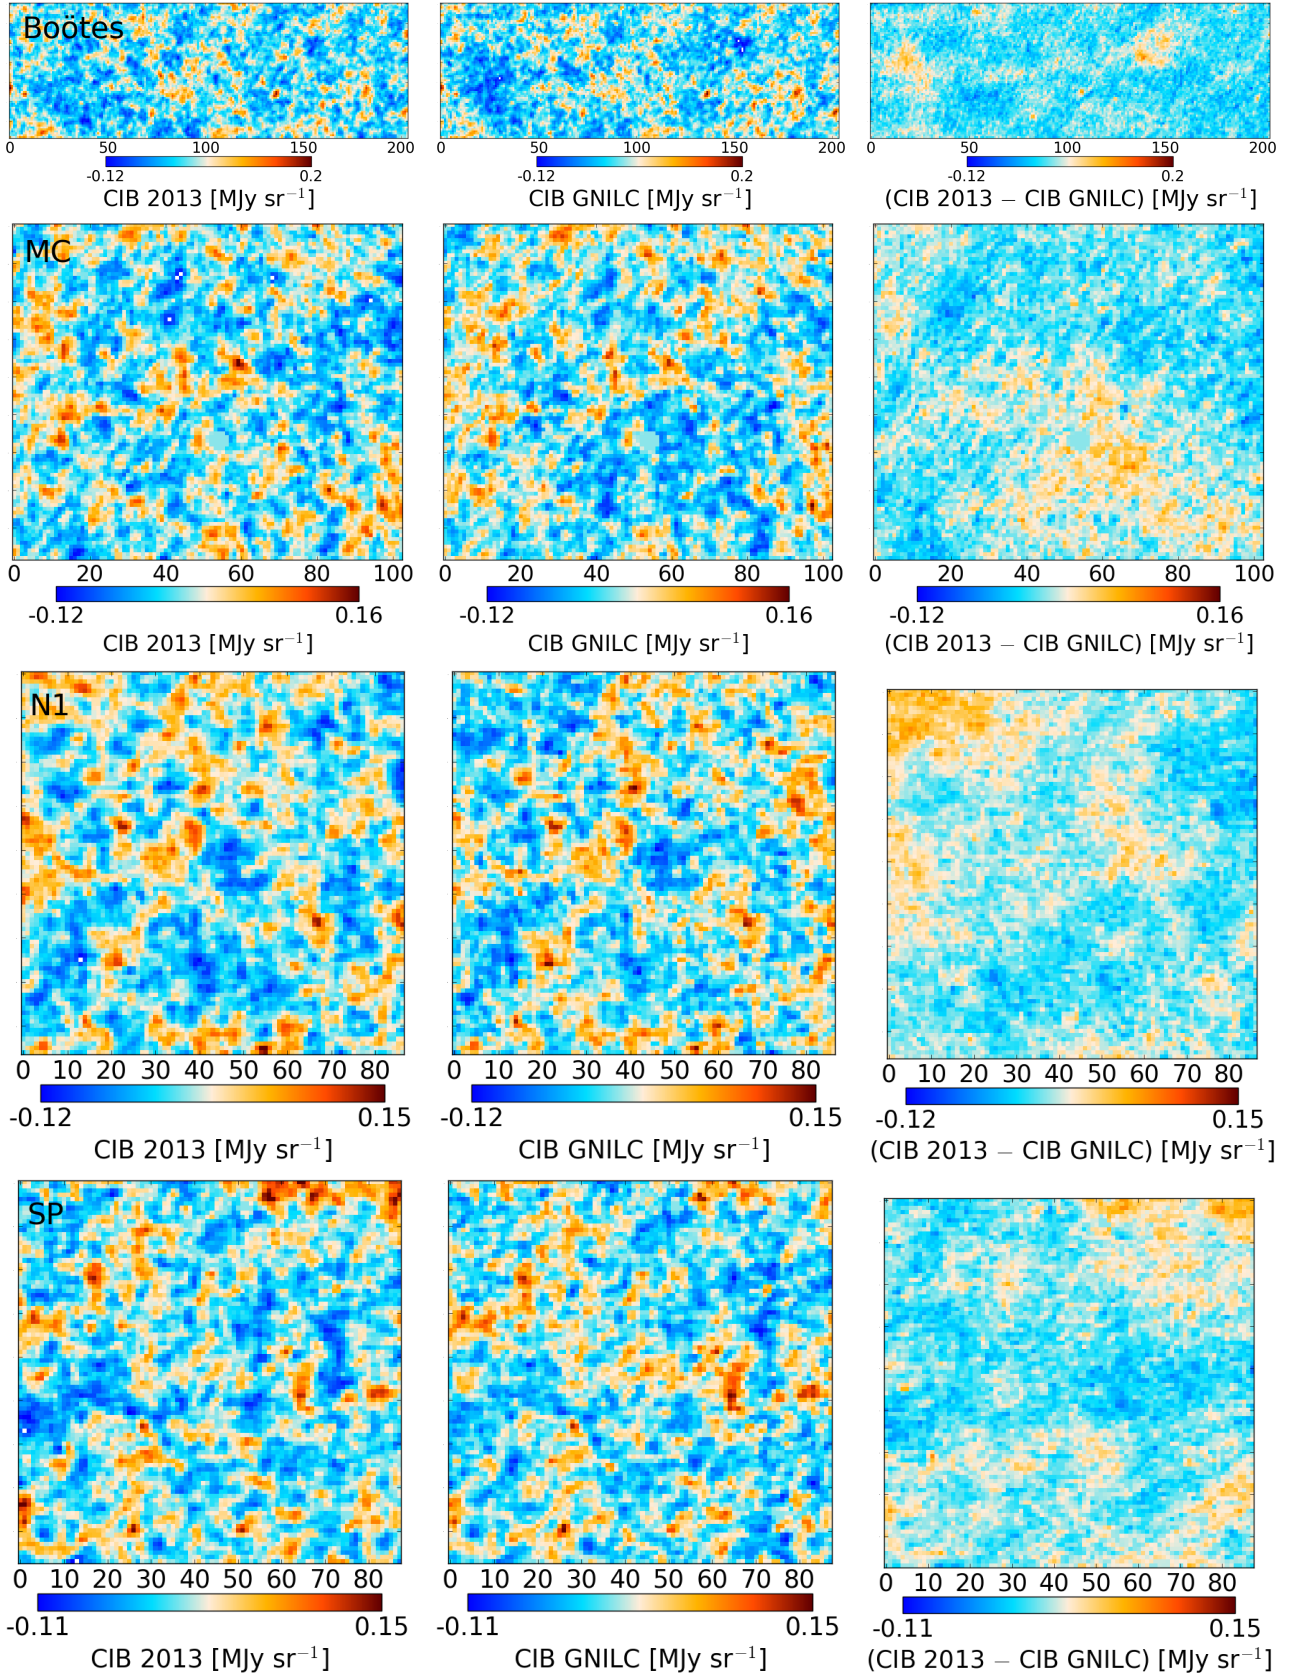 Boötes
0 50 100 150 200
0 50 100 150 200
0 50 100 150 200
-0.12 0.2
-0.12 0.2
-0.12 0.2
CIB 2013 [MJy sr⁻¹]
CIB GNILC [MJy sr⁻¹]
(CIB 2013 − CIB GNILC) [MJy sr⁻¹]
MC
0 20 40 60 80 100
0 20 40 60 80 100
0 20 40 60 80 100
-0.12 0.16
-0.12 0.16
-0.12 0.16
CIB 2013 [MJy sr⁻¹]
CIB GNILC [MJy sr⁻¹]
(CIB 2013 − CIB GNILC) [MJy sr⁻¹]
N1
0 10 20 30 40 50 60 70 80
0 10 20 30 40 50 60 70 80
0 10 20 30 40 50 60 70 80
-0.12 0.15
-0.12 0.15
-0.12 0.15
CIB 2013 [MJy sr⁻¹]
CIB GNILC [MJy sr⁻¹]
(CIB 2013 − CIB GNILC) [MJy sr⁻¹]
SP
0 10 20 30 40 50 60 70 80
0 10 20 30 40 50 60 70 80
0 10 20 30 40 50 60 70 80
-0.11 0.15
-0.11 0.15
-0.11 0.15
CIB 2013 [MJy sr⁻¹]
CIB GNILC [MJy sr⁻¹]
(CIB 2013 − CIB GNILC) [MJy sr⁻¹]